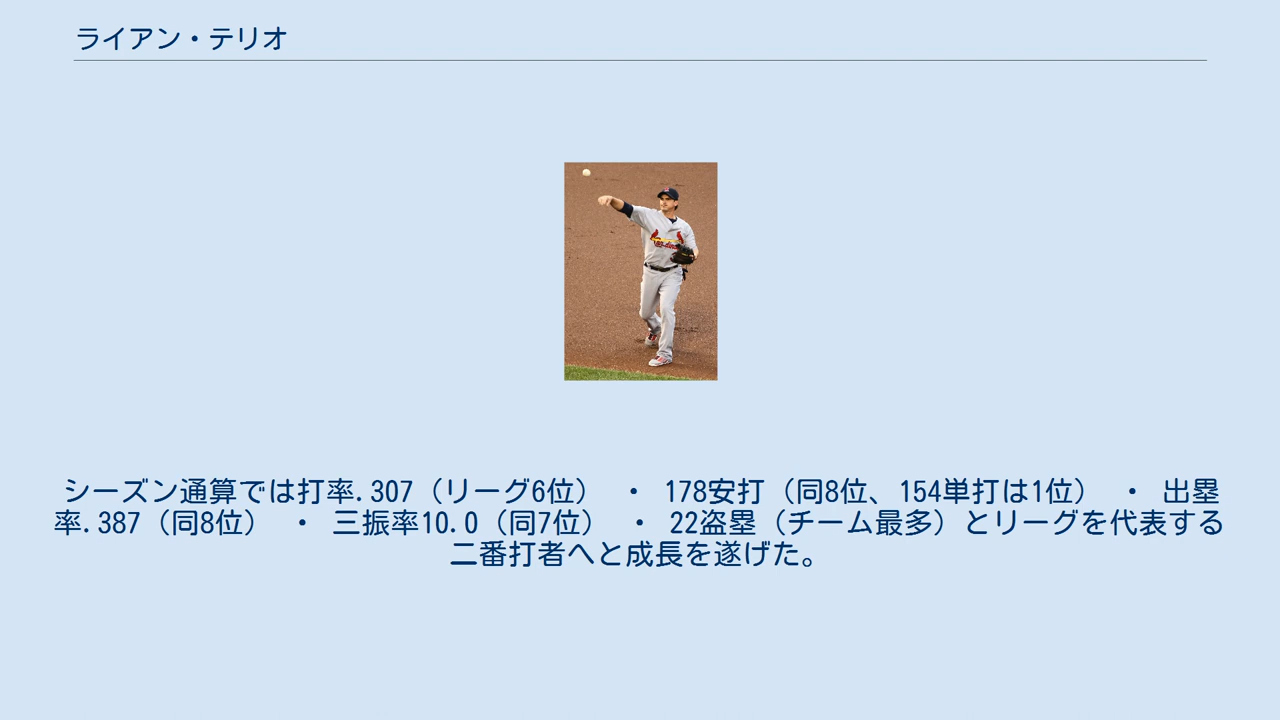 ライアン・テリオ
シーズン通算では打率.307（リーグ6位） ・ 178安打（同8位、154単打は1位） ・ 出塁
率.387（同8位） ・ 三振率10.0（同7位） ・ 22盗塁（チーム最多）とリーグを代表する
二番打者へと成長を遂げた。